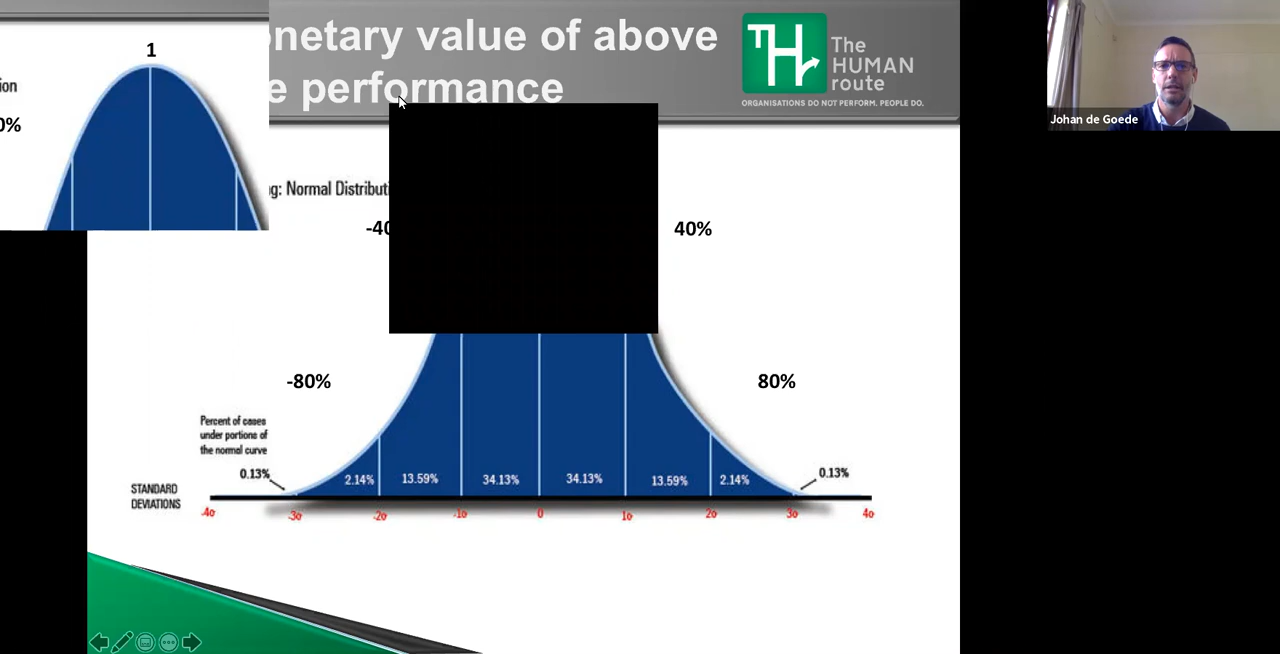 onetary value of above
e performance
The
HUMAN
route
ORGANISATIONS DO NOT PERFORM. PEOPLE DO.
Johan de Goede
1
ion
0%
ng: Normal Distributi
-40
40%
-80%
80%
Percent of cases
under portions of
the normal curve
0.13%
2.14%
13.59%
34.13%
34.13%
13.59%
2.14%
0.13%
STANDARD
DEVIATIONS
-4σ
-3σ
-2σ
-1σ
0
1σ
2σ
3σ
4σ